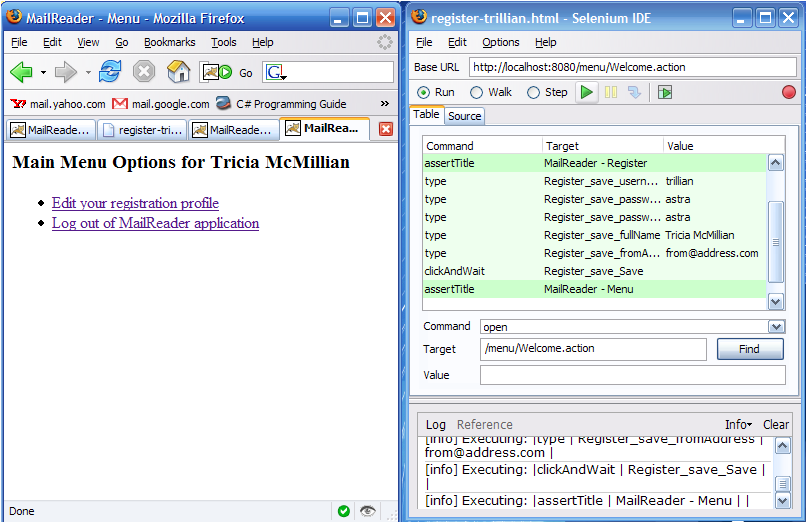 MailReader - Menu - Mozilla Firefox
File Edit View Go Bookmarks Tools Help
Go G
mail.yahoo.com mail.google.com C# Programming Guide »
MailReade... register-tri... MailReade... MailRea...
Main Menu Options for Tricia McMillian
• Edit your registration profile
• Log out of MailReader application
Done
register-trillian.html - Selenium IDE
File Edit Options Help
Base URL http://localhost:8080/menu/Welcome.action
Run Walk Step
Table Source
Command Target Value
assertTitle MailReader - Register
type Register_save_usern... trillian
type Register_save_passw... astra
type Register_save_passw... astra
type Register_save_fullName Tricia McMillian
type Register_save_fromA... from@address.com
clickAndWait Register_save_Save
assertTitle MailReader - Menu
Command open
Target /menu/Welcome.action Find
Value
Log Reference Info Clear
[info] Executing: |type | Register_save_fromAddress |
from@address.com |
[info] Executing: |clickAndWait | Register_save_Save |
|
[info] Executing: |assertTitle | MailReader - Menu | |